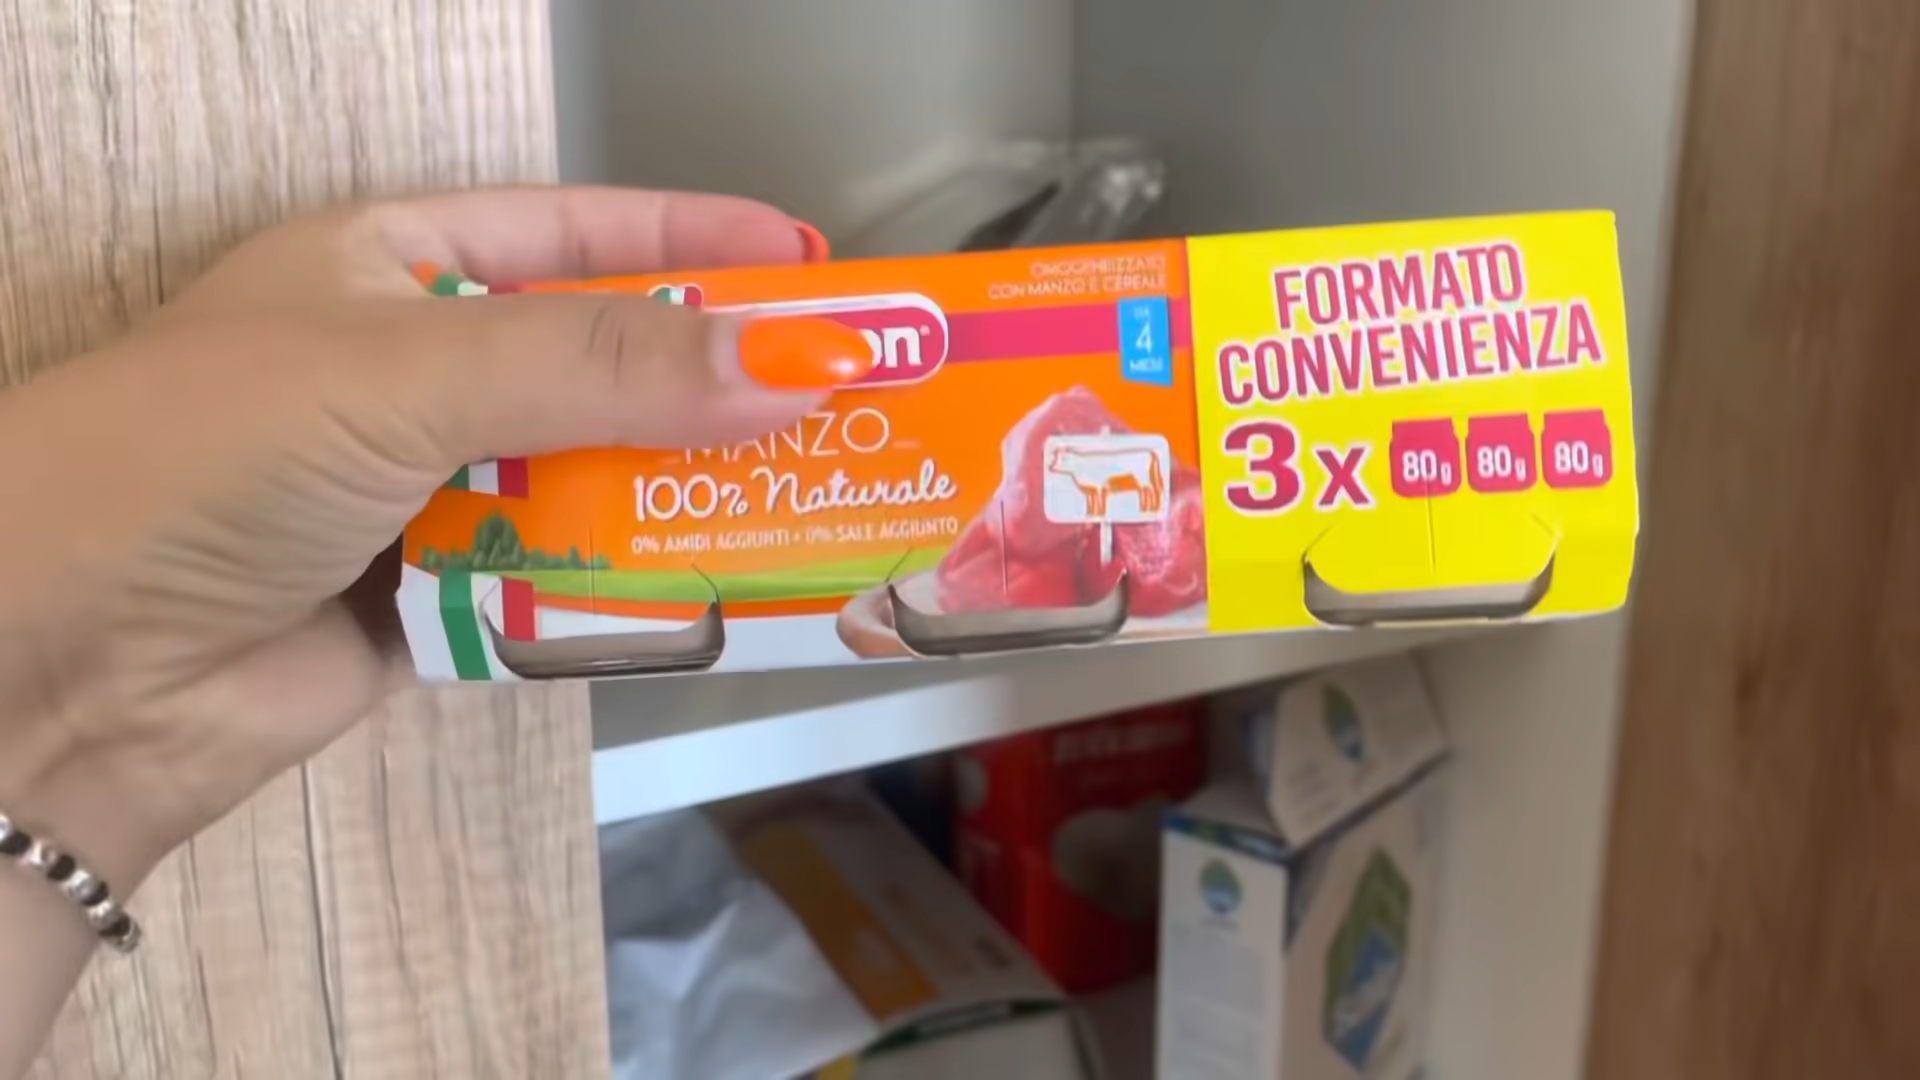 OMOGENEIZZATO
CON MANZO E CEREALE
DA
4
MESI
MANZO
100% Naturale
0% AMIDI AGGIUNTI • 0% SALE AGGIUNTO
FORMATO
CONVENIENZA
3 x 80g 80g 80g